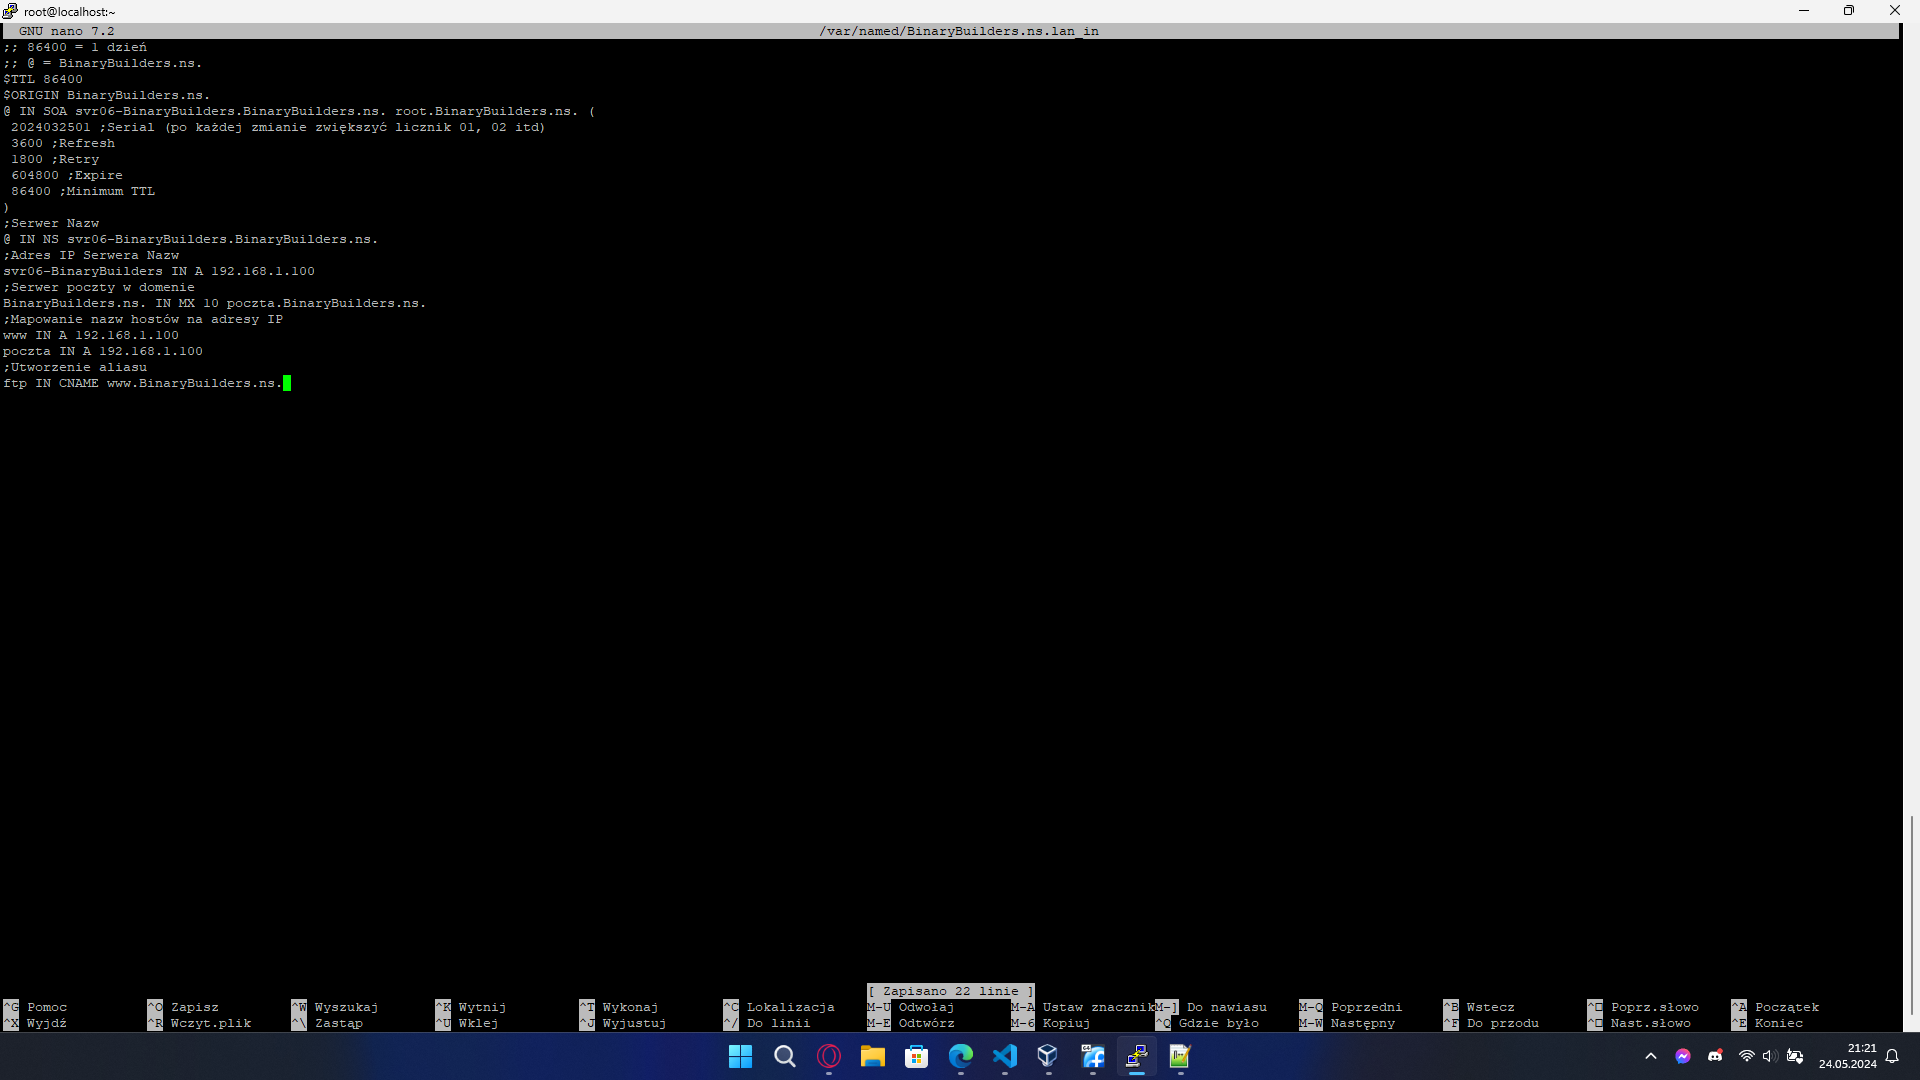 root@localhost:~
GNU nano 7.2 /var/named/BinaryBuilders.ns.lan_in
;; 86400 = 1 dzień
;; @ = BinaryBuilders.ns.
$TTL 86400
$ORIGIN BinaryBuilders.ns.
@ IN SOA svr06-BinaryBuilders.BinaryBuilders.ns. root.BinaryBuilders.ns. (
 2024032501 ;Serial (po każdej zmianie zwiększyć licznik 01, 02 itd)
 3600 ;Refresh
 1800 ;Retry
 604800 ;Expire
 86400 ;Minimum TTL
)
;Serwer Nazw
@ IN NS svr06-BinaryBuilders.BinaryBuilders.ns.
;Adres IP Serwera Nazw
svr06-BinaryBuilders IN A 192.168.1.100
;Serwer poczty w domenie
BinaryBuilders.ns. IN MX 10 poczta.BinaryBuilders.ns.
;Mapowanie nazw hostów na adresy IP
www IN A 192.168.1.100
poczta IN A 192.168.1.100
;Utworzenie aliasu
ftp IN CNAME www.BinaryBuilders.ns.
[ Zapisano 22 linie ]
^G Pomoc ^O Zapisz ^W Wyszukaj ^K Wytnij ^T Wykonaj ^C Lokalizacja M-U Odwołaj M-A Ustaw znacznik M-] Do nawiasu M-Q Poprzedni ^B Wstecz ^□ Poprz.słowo ^A Początek
^X Wyjdź ^R Wczyt.plik ^\ Zastąp ^U Wklej ^J Wyjustuj ^/ Do linii M-E Odtwórz M-6 Kopiuj ^Q Gdzie było M-W Następny ^F Do przodu ^□ Nast.słowo ^E Koniec
21:21
24.05.2024